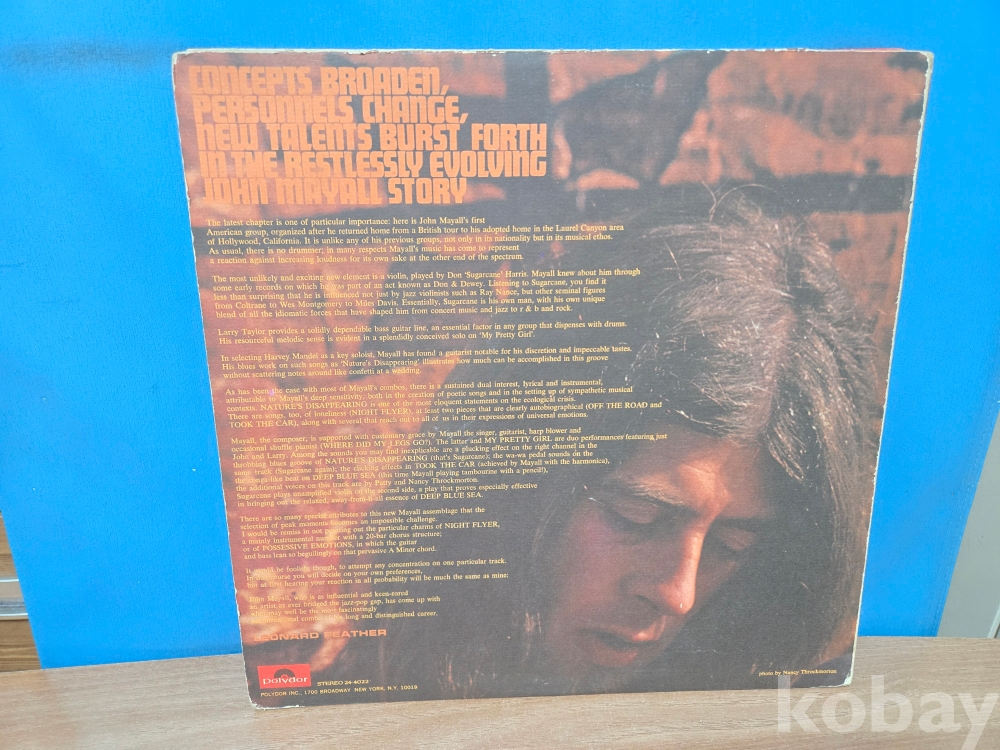 CONCEPTS BROADEN,
PERSONNELS CHANGE,
NEW TALENTS BURST FORTH
IN THE RESTLESSLY EVOLVING
JOHN MAYALL STORY
The latest chapter is one of particular importance: here is John Mayall's first
American group, organized after he returned home from a British tour to his adopted home in the Laurel Canyon area
of Hollywood, California. It is unlike any of his previous groups, not only in its nationality but in its musical ethos.
As usual, there is no drummer; in many respects Mayall's music has come to represent
a reaction against increasing loudness for its own sake at the other end of the spectrum.
The most unlikely and exciting new element is a violin, played by Don 'Sugarcane' Harris. Mayall knew about him through
some early records on which he was part of an act known as Don & Dewey. Listening to Sugarcane, you find it
less than surprising that he is influenced not just by jazz violinists such as Ray Nance, but other seminal figures
from Coltrane to Wes Montgomery to Miles Davis. Essentially, Sugarcane is his own man, with his own unique
blend of all the idiomatic forces that have shaped him from concert music and jazz to r & b and rock.
Larry Taylor provides a solidly dependable bass guitar line, an essential factor in any group that dispenses with drums.
His resourceful melodic sense is evident in a splendidly conceived solo on 'My Pretty Girl'.
In selecting Harvey Mandel as a key soloist, Mayall has found a guitarist notable for his discretion and impeccable tastes.
His blues work on such songs as 'Nature's Disappearing' illustrates how much can be accomplished in this groove
without scattering notes around like confetti at a wedding.
As has been the case with most of Mayall's combos, there is a sustained dual interest, lyrical and instrumental,
attributable to Mayall's deep sensitivity, both in the creation of poetic songs and in the setting up of sympathetic musical
contexts. NATURE'S DISAPPEARING is one of the most eloquent statements on the ecological crisis.
There are songs, too, of loneliness (NIGHT FLYER), at least two pieces that are clearly autobiographical (OFF THE ROAD and
TOOK THE CAR), along with several that reach out to all of us in their expressions of universal emotions.
Mayall, the composer, is supported with customary grace by Mayall the singer, guitarist, harp blower and
occasional shuffle pianist (WHERE DID MY LEGS GO?). The latter and MY PRETTY GIRL are duo performances featuring just
John and Larry. Among the sounds you may find inexplicable are a plucking effect on the right channel in the
throbbing blues groove of NATURE'S DISAPPEARING (that's Sugarcane); the wa-wa pedal sounds on the
same track (Sugarcane again); the clicking effects in TOOK THE CAR (achieved by Mayall with the harmonica),
the conga-like beat on DEEP BLUE SEA (this time Mayall playing tambourine with a pencil!),
the additional voices on this track are by Patty and Nancy Throckmorton.
Sugarcane plays unamplified violin on the second side, a play that proves especially effective
in bringing out the relaxed, away-from-it-all essence of DEEP BLUE SEA.
There are so many special attributes to this new Mayall assemblage that the
selection of peak moments becomes an impossible challenge.
I would be remiss in not pointing out the particular charms of NIGHT FLYER,
a mainly instrumental number with a 20-bar chorus structure;
or of POSSESSIVE EMOTIONS, in which the guitar
and bass lean so beguilingly on that pervasive A Minor chord.
It would be foolish, though, to attempt any concentration on one particular track.
course you will decide on your own preferences,
but at first hearing your reaction in all probability will be much the same as mine:
John Mayall, who is as influential and keen-eared
an artist as ever bridged the jazz-pop gap, has come up with
may well be the most fascinatingly
long and distinguished career.
LEONARD FEATHER
Polydor
STEREO 24-4022
POLYDOR INC., 1700 BROADWAY NEW YORK, N.Y. 10019
photo by Nancy Throckmorton
kobay